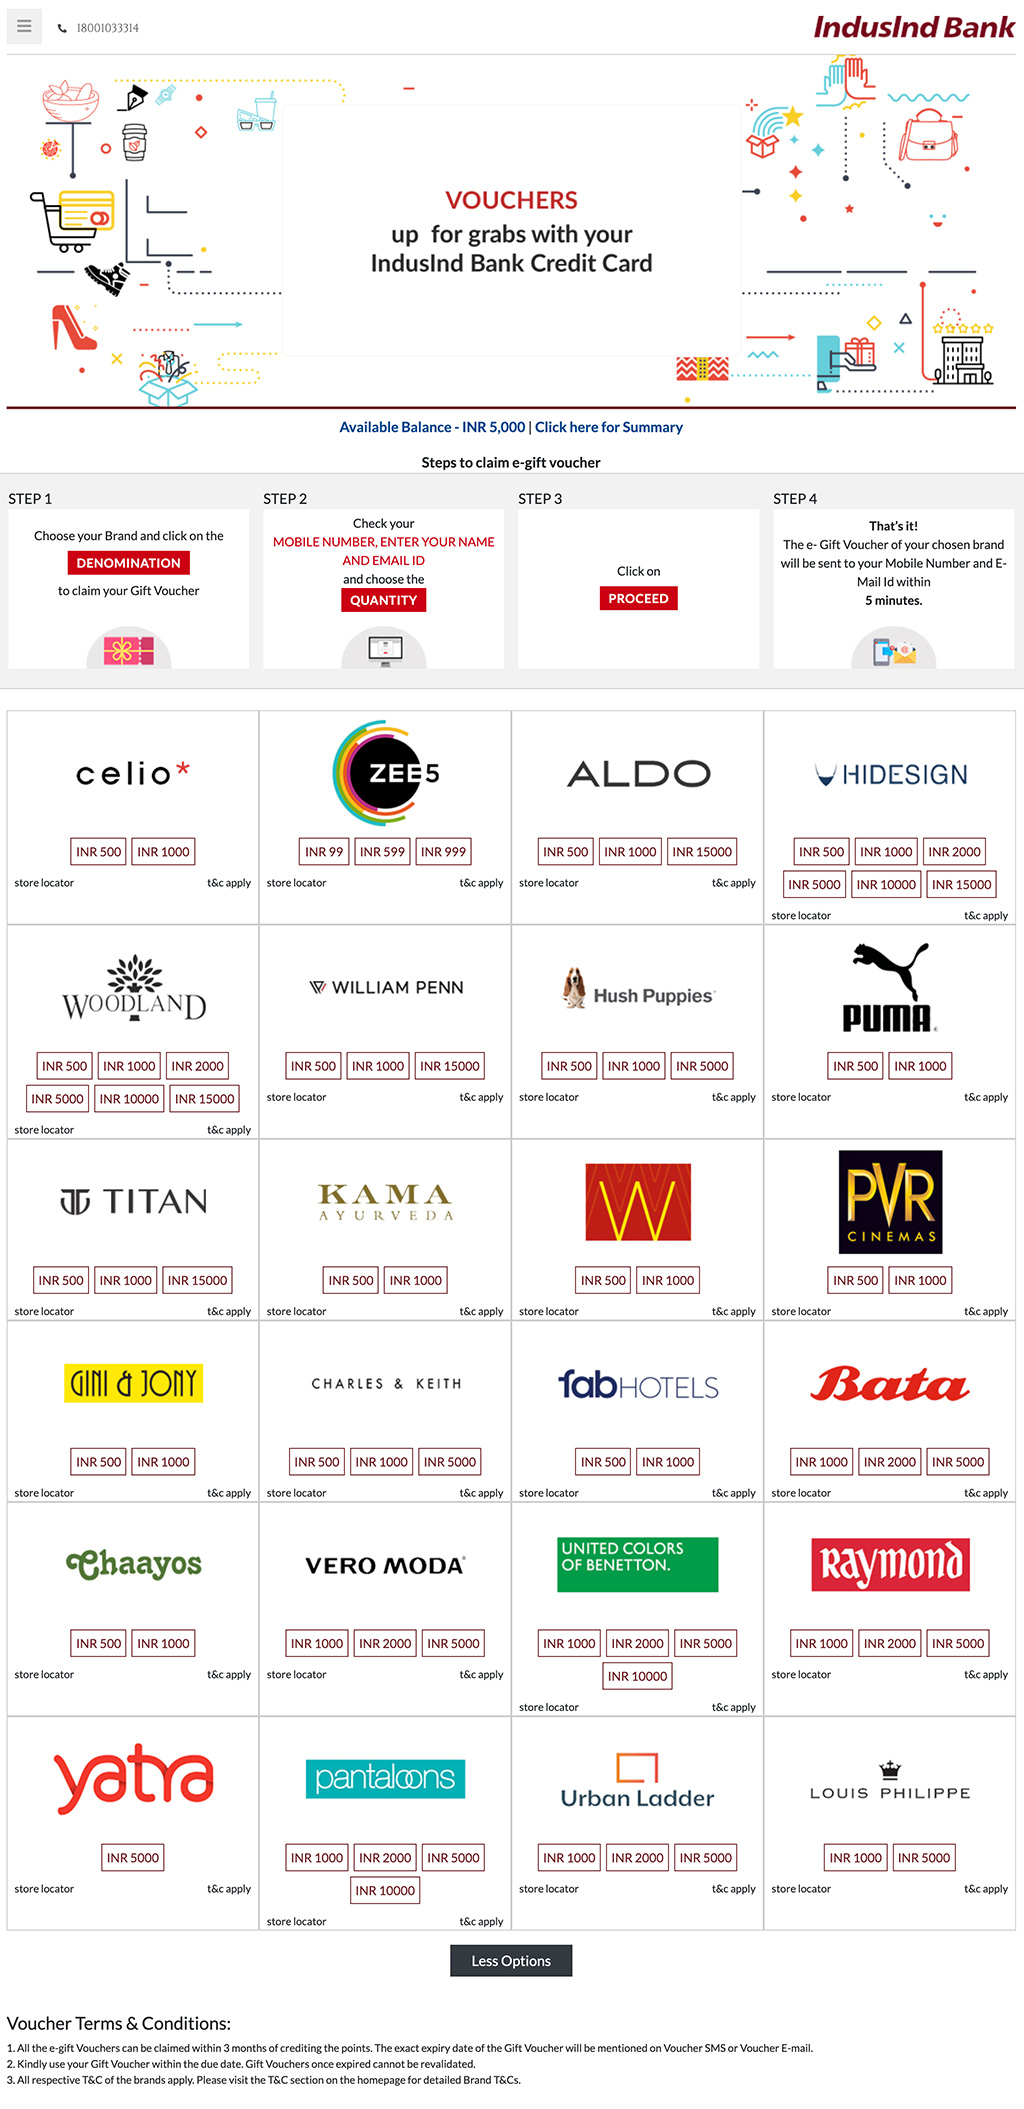 18001033314
IndusInd Bank
VOUCHERS
up for grabs with your
IndusInd Bank Credit Card
Available Balance - INR 5,000 | Click here for Summary
Steps to claim e-gift voucher
STEP 1
Choose your Brand and click on the
DENOMINATION
to claim your Gift Voucher
STEP 2
Check your
MOBILE NUMBER, ENTER YOUR NAME
AND EMAIL ID
and choose the
QUANTITY
STEP 3
Click on
PROCEED
STEP 4
That's it!
The e- Gift Voucher of your chosen brand
will be sent to your Mobile Number and E-
Mail Id within
5 minutes.
celio*
INR 500 INR 1000
store locator t&c apply
ZEE5
INR 99 INR 599 INR 999
store locator t&c apply
ALDO
INR 500 INR 1000 INR 15000
store locator t&c apply
HIDESIGN
INR 500 INR 1000 INR 2000
INR 5000 INR 10000 INR 15000
store locator t&c apply
WOODLAND
INR 500 INR 1000 INR 2000
INR 5000 INR 10000 INR 15000
store locator t&c apply
WILLIAM PENN
INR 500 INR 1000 INR 15000
store locator t&c apply
Hush Puppies
INR 500 INR 1000 INR 5000
store locator t&c apply
PUMA
INR 500 INR 1000
store locator t&c apply
TITAN
INR 500 INR 1000 INR 15000
store locator t&c apply
KAMA
AYURVEDA
INR 500 INR 1000
store locator t&c apply
W
INR 500 INR 1000
store locator t&c apply
PVR
CINEMAS
INR 500 INR 1000
store locator t&c apply
GINI & JONY
INR 500 INR 1000
store locator t&c apply
CHARLES & KEITH
INR 500 INR 1000 INR 5000
store locator t&c apply
fabHOTELS
INR 500 INR 1000
store locator t&c apply
Bata
INR 1000 INR 2000 INR 5000
store locator t&c apply
Chaayos
INR 500 INR 1000
store locator t&c apply
VERO MODA
INR 1000 INR 2000 INR 5000
store locator t&c apply
UNITED COLORS
OF BENETTON.
INR 1000 INR 2000 INR 5000
INR 10000
store locator t&c apply
Raymond
INR 1000 INR 2000 INR 5000
store locator t&c apply
yatra
INR 5000
store locator t&c apply
pantaloons
INR 1000 INR 2000 INR 5000
INR 10000
store locator t&c apply
Urban Ladder
INR 1000 INR 2000 INR 5000
store locator t&c apply
LOUIS PHILIPPE
INR 1000 INR 5000
store locator t&c apply
Less Options
Voucher Terms & Conditions:
1. All the e-gift Vouchers can be claimed within 3 months of crediting the points. The exact expiry date of the Gift Voucher will be mentioned on Voucher SMS or Voucher E-mail.
2. Kindly use your Gift Voucher within the due date. Gift Vouchers once expired cannot be revalidated.
3. All respective T&C of the brands apply. Please visit the T&C section on the homepage for detailed Brand T&Cs.